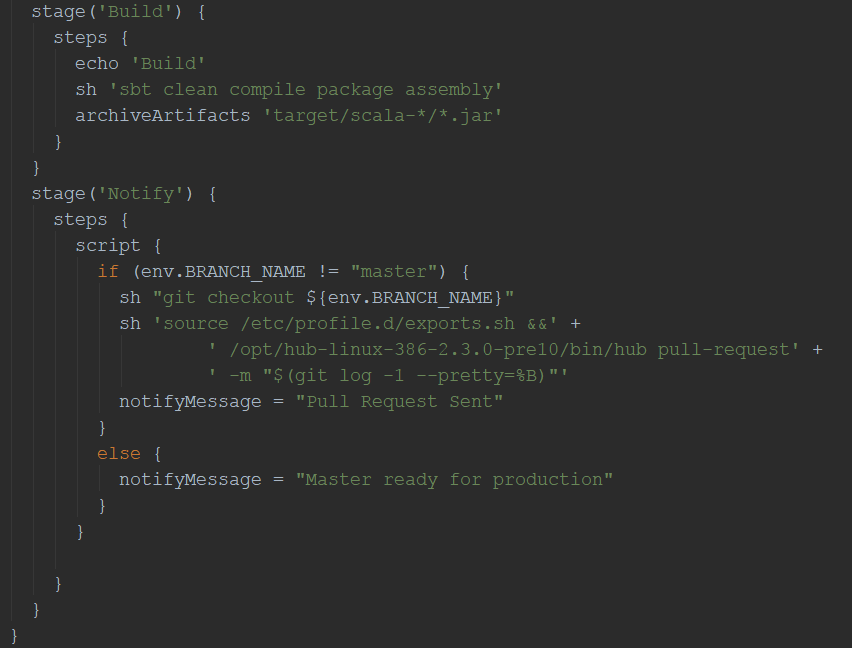 stage('Build') {
steps {
echo 'Build'
sh 'sbt clean compile package assembly'
archiveArtifacts 'target/scala-*/*.jar'
}
}
stage('Notify') {
steps {
script {
if (env.BRANCH_NAME != "master") {
sh "git checkout ${env.BRANCH_NAME}"
sh 'source /etc/profile.d/exports.sh &&' +
' /opt/hub-linux-386-2.3.0-pre10/bin/hub pull-request' +
' -m "$(git log -1 --pretty=%B)"'
notifyMessage = "Pull Request Sent"
}
else {
notifyMessage = "Master ready for production"
}
}
}
}
}